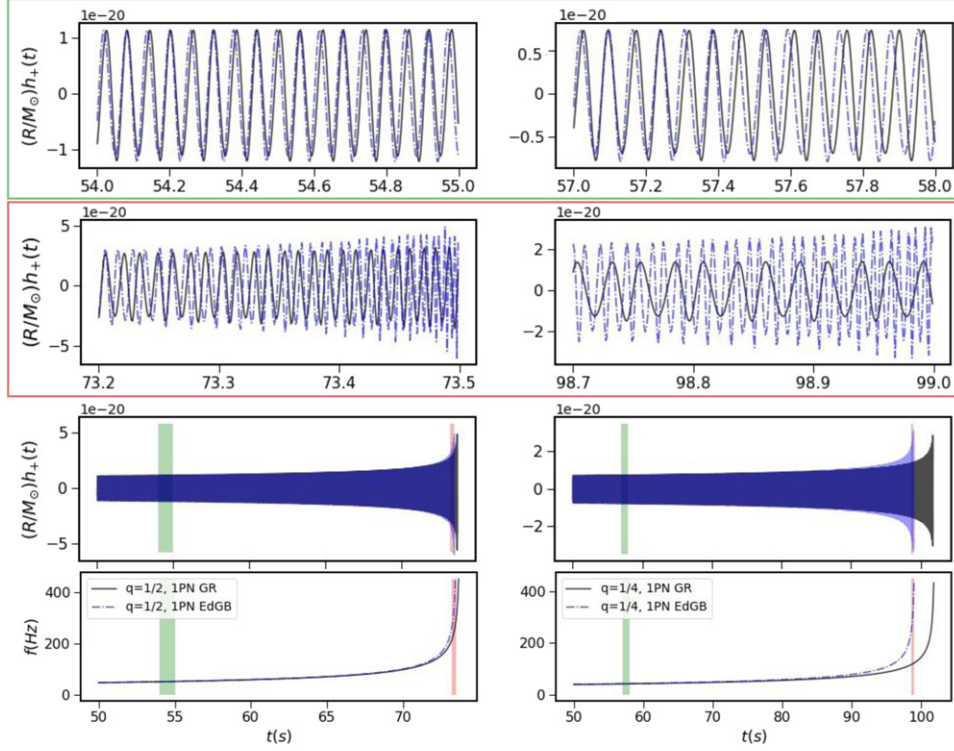 1e-20
1e-20
(R/M⊙)h+(t)
1
0
−1
0.5
0.0
−0.5
54.0 54.2 54.4 54.6 54.8 55.0
57.0 57.2 57.4 57.6 57.8 58.0
1e-20
1e-20
(R/M⊙)h+(t)
5
0
−5
2
0
−2
73.2 73.3 73.4 73.5
98.7 98.8 98.9 99.0
1e-20
1e-20
(R/M⊙)h+(t)
5
0
−5
2
0
−2
f(Hz)
400
200
0
q=1/2, 1PN GR
q=1/2, 1PN EdGB
400
200
0
q=1/4, 1PN GR
q=1/4, 1PN EdGB
50 55 60 65 70
t(s)
50 60 70 80 90 100
t(s)